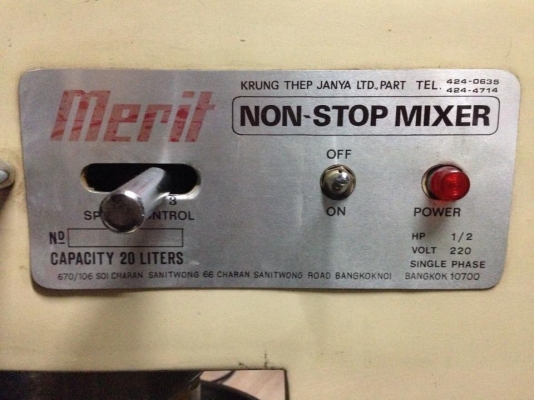 Merit
KRUNG THEP JANYA LTD., PART TEL. 424-0635
424-4714
NON-STOP MIXER
OFF
ON
POWER
3
CONTROL
Nº
CAPACITY 20 LITERS
HP 1/2
VOLT 220
SINGLE PHASE
670/106 SOI CHARAN SANITWONG 66 CHARAN SANITWONG ROAD BANGKOKNOI BANGKOK 10700